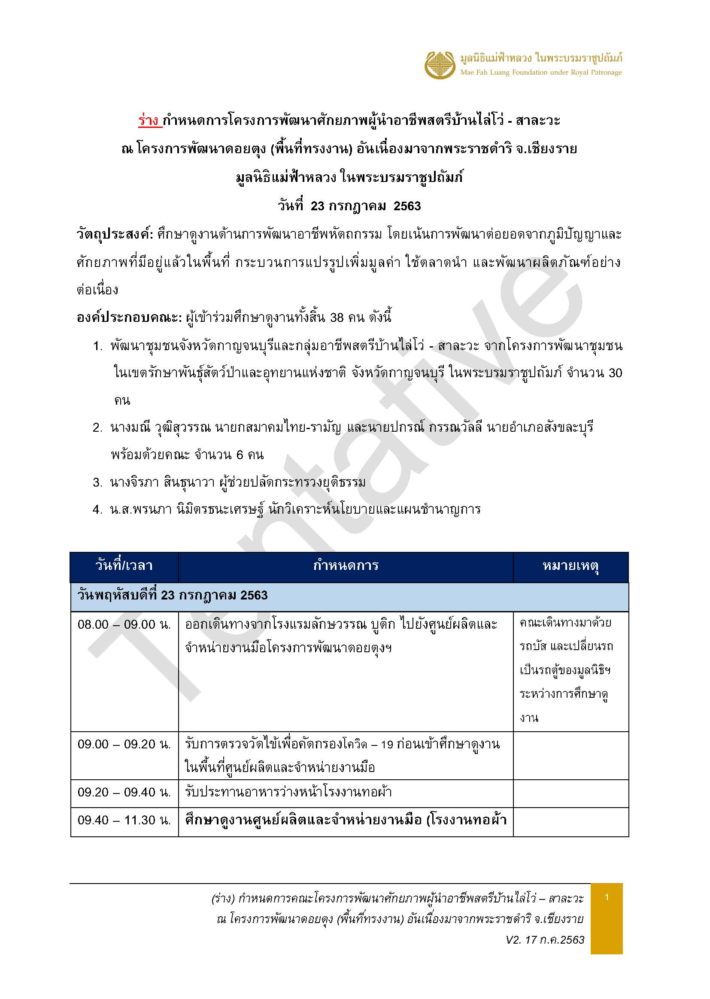 มูลนิธิแม่ฟ้าหลวง ในพระบรมราชูปถัมภ์
Mae Fah Luang Foundation under Royal Patronage
ร่าง กำหนดการโครงการพัฒนาศักยภาพผู้นำอาชีพสตรีบ้านไล่โว่ - สาละวะ
ณ โครงการพัฒนาดอยตุง (พื้นที่ทรงงาน) อันเนื่องมาจากพระราชดำริ จ.เชียงราย
มูลนิธิแม่ฟ้าหลวง ในพระบรมราชูปถัมภ์
วันที่ 23 กรกฎาคม 2563
วัตถุประสงค์: ศึกษาดูงานด้านการพัฒนาอาชีพหัตถกรรม โดยเน้นการพัฒนาต่อยอดจากภูมิปัญญาและ
ศักยภาพที่มีอยู่แล้วในพื้นที่ กระบวนการแปรรูปเพิ่มมูลค่า ใช้ตลาดนำ และพัฒนาผลิตภัณฑ์อย่าง
ต่อเนื่อง
องค์ประกอบคณะ: ผู้เข้าร่วมศึกษาดูงานทั้งสิ้น 38 คน ดังนี้
1. พัฒนาชุมชนจังหวัดกาญจนบุรีและกลุ่มอาชีพสตรีบ้านไล่โว่ - สาละวะ จากโครงการพัฒนาชุมชน
ในเขตรักษาพันธุ์สัตว์ป่าและอุทยานแห่งชาติ จังหวัดกาญจนบุรี ในพระบรมราชูปถัมภ์ จำนวน 30
คน
2. นางมณี วุฒิสุวรรณ นายกสมาคมไทย-รามัญ และนายปกรณ์ กรรณวัลลี นายอำเภอสังขละบุรี
พร้อมด้วยคณะ จำนวน 6 คน
3. นางจิรภา สินธุนาวา ผู้ช่วยปลัดกระทรวงยุติธรรม
4. น.ส.พรนภา นิมิตรธนะเศรษฐ์ นักวิเคราะห์นโยบายและแผนชำนาญการ
Tentative
วันที่/เวลา กำหนดการ หมายเหตุ
วันพฤหัสบดีที่ 23 กรกฎาคม 2563
08.00 – 09.00 น. ออกเดินทางจากโรงแรมลักษวรรณ บูติก ไปยังศูนย์ผลิตและ
จำหน่ายงานมือโครงการพัฒนาดอยตุงฯ
คณะเดินทางมาด้วย
รถบัส และเปลี่ยนรถ
เป็นรถตู้ของมูลนิธิฯ
ระหว่างการศึกษาดู
งาน
09.00 – 09.20 น. รับการตรวจวัดไข้เพื่อคัดกรองโควิด – 19 ก่อนเข้าศึกษาดูงาน
ในพื้นที่ศูนย์ผลิตและจำหน่ายงานมือ
09.20 – 09.40 น. รับประทานอาหารว่างหน้าโรงงานทอผ้า
09.40 – 11.30 น. ศึกษาดูงานศูนย์ผลิตและจำหน่ายงานมือ (โรงงานทอผ้า
(ร่าง) กำหนดการคณะโครงการพัฒนาศักยภาพผู้นำอาชีพสตรีบ้านไล่โว่ – สาละวะ
ณ โครงการพัฒนาดอยตุง (พื้นที่ทรงงาน) อันเนื่องมาจากพระราชดำริ จ.เชียงราย
V2. 17 ก.ค.2563
1